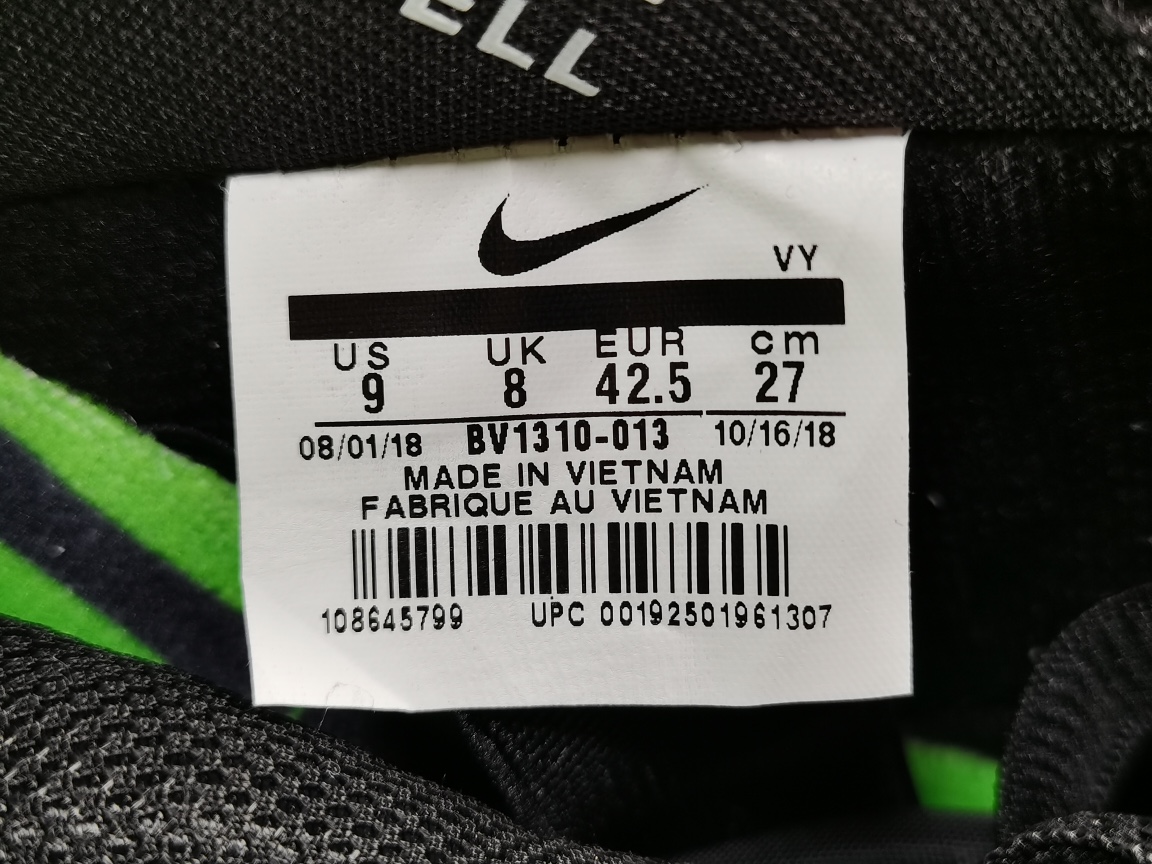 ELL
VY
US UK EUR cm
9 8 42.5 27
08/01/18 BV1310-013 10/16/18
MADE IN VIETNAM
FABRIQUE AU VIETNAM
108645799 UPC 00192501961307